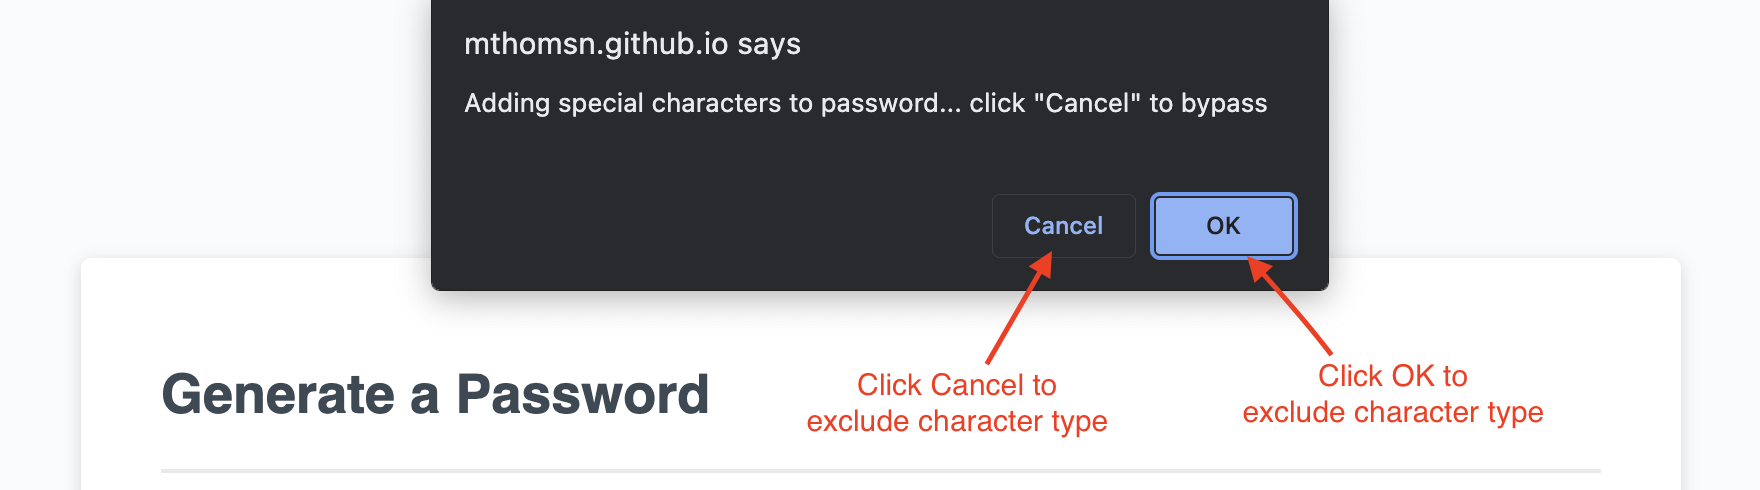 mthomsn.github.io says
Adding special characters to password... click "Cancel" to bypass
Cancel
OK
Generate a Password
Click Cancel to
exclude character type
Click OK to
exclude character type